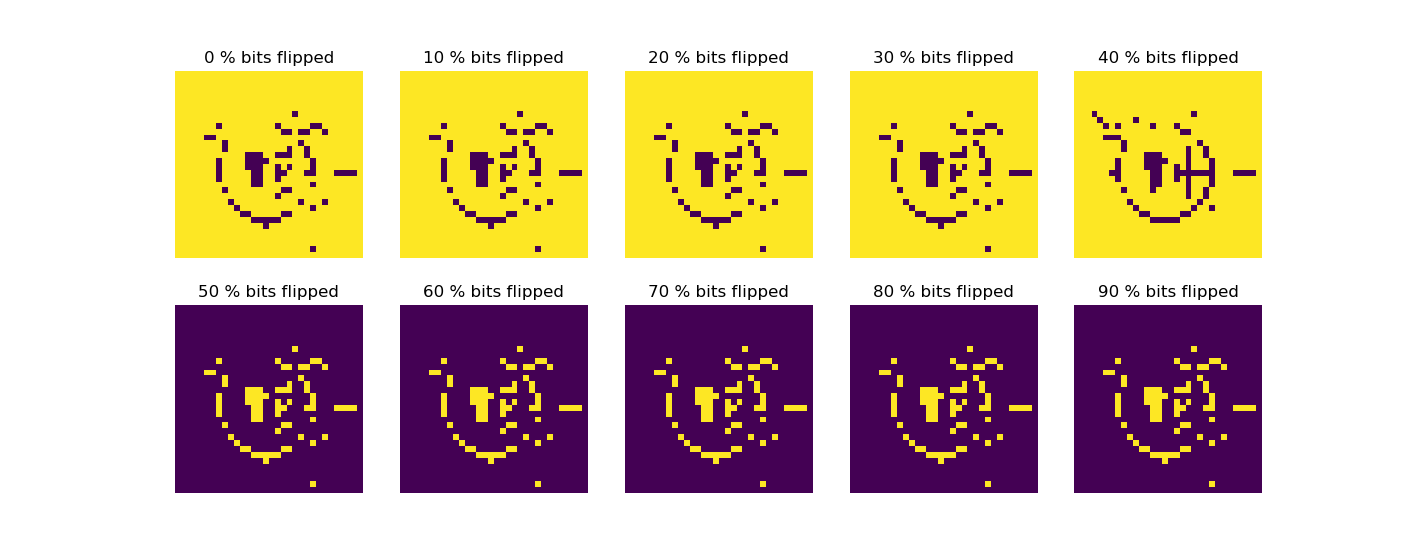 0 % bits flipped
10 % bits flipped
20 % bits flipped
30 % bits flipped
40 % bits flipped
50 % bits flipped
60 % bits flipped
70 % bits flipped
80 % bits flipped
90 % bits flipped